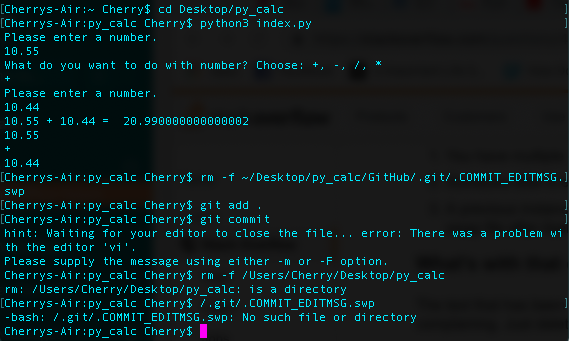 [Cherrys-Air:~ Cherry$ cd Desktop/py_calc ]
[Cherrys-Air:py_calc Cherry$ python3 index.py ]
Please enter a number.
10.55
What do you want to do with number? Choose: +, -, /, *
+
Please enter a number.
10.44
10.55 + 10.44 =  20.990000000000002
10.55
+
10.44
[Cherrys-Air:py_calc Cherry$ rm -f ~/Desktop/py_calc/GitHub/.git/.COMMIT_EDITMSG.]
swp
[Cherrys-Air:py_calc Cherry$ git add . ]
[Cherrys-Air:py_calc Cherry$ git commit ]
hint: Waiting for your editor to close the file... error: There was a problem wi
th the editor 'vi'.
Please supply the message using either -m or -F option.
[Cherrys-Air:py_calc Cherry$ rm -f /Users/Cherry/Desktop/py_calc ]
rm: /Users/Cherry/Desktop/py_calc: is a directory
[Cherrys-Air:py_calc Cherry$ /.git/.COMMIT_EDITMSG.swp ]
-bash: /.git/.COMMIT_EDITMSG.swp: No such file or directory
Cherrys-Air:py_calc Cherry$